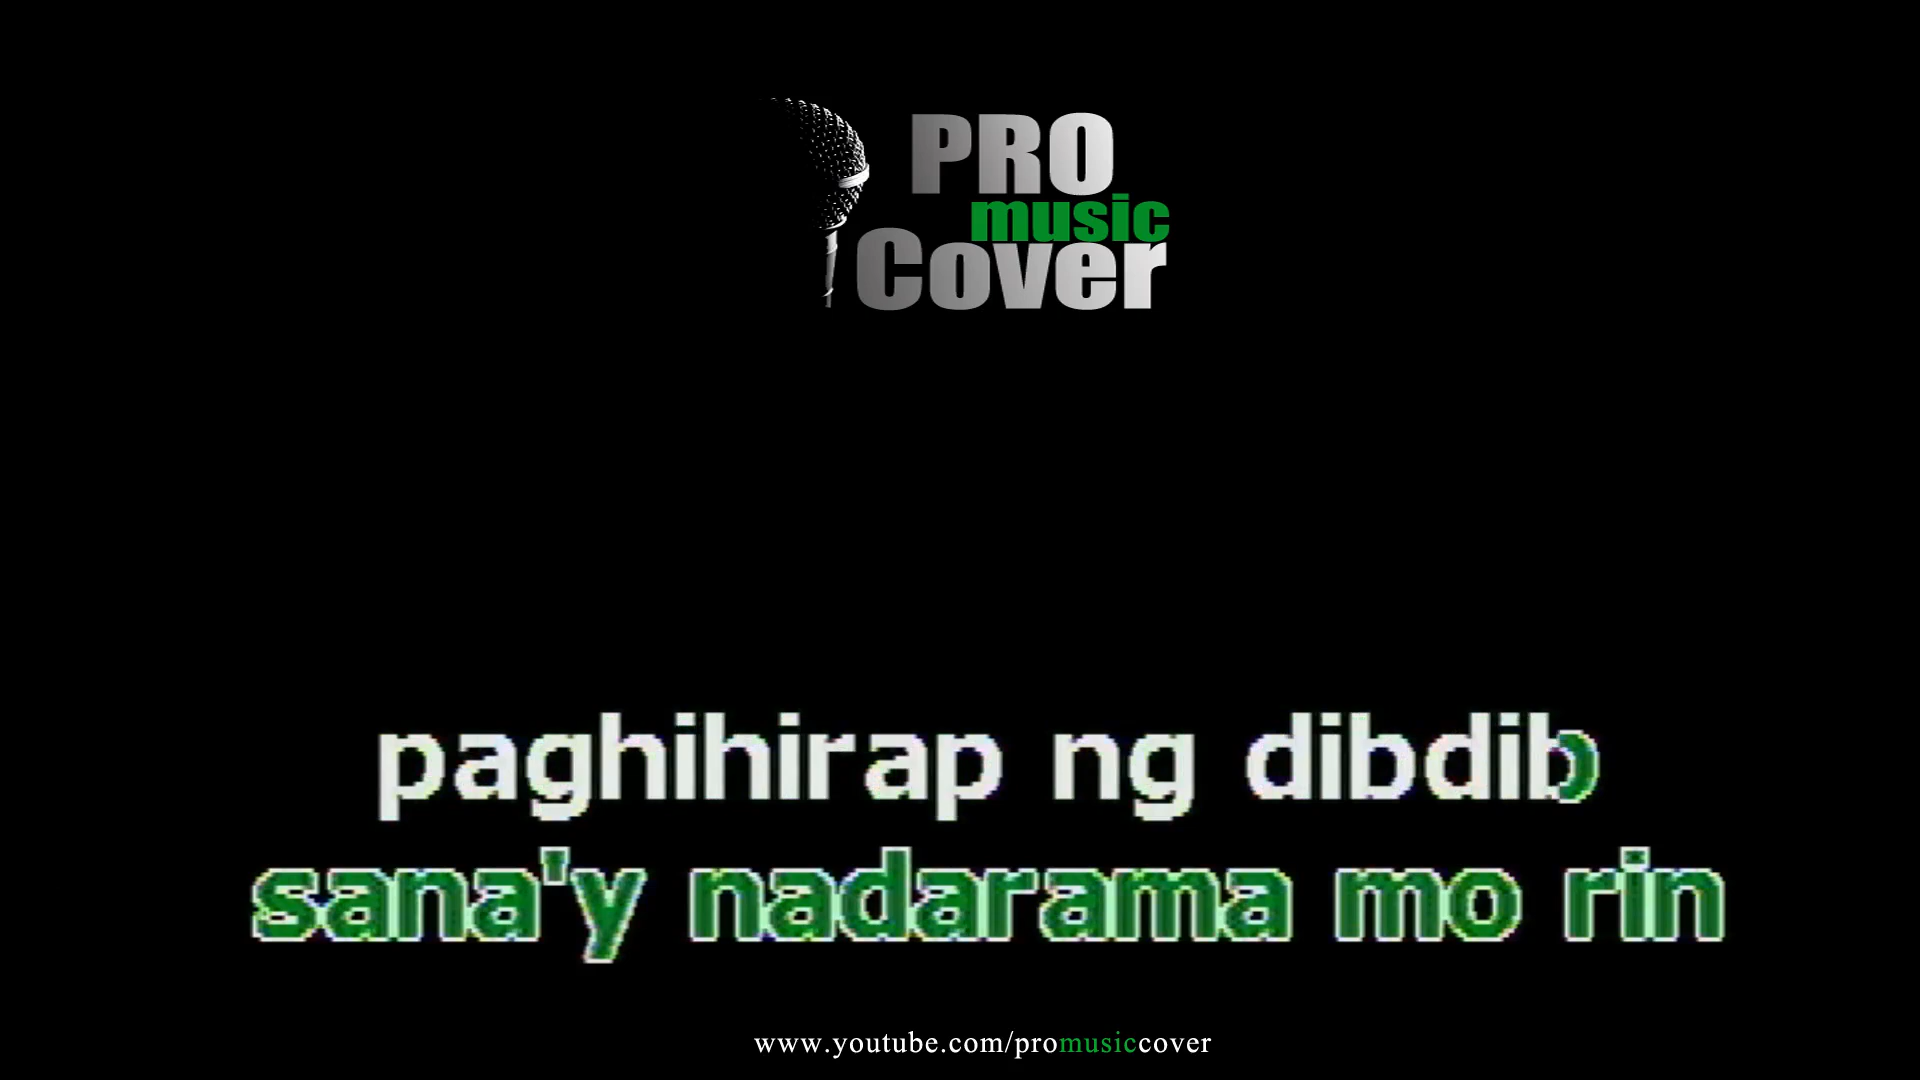 PRO
music
Cover
paghihirap ng dibdib
sana'y nadarama mo rin
www.youtube.com/promusiccover